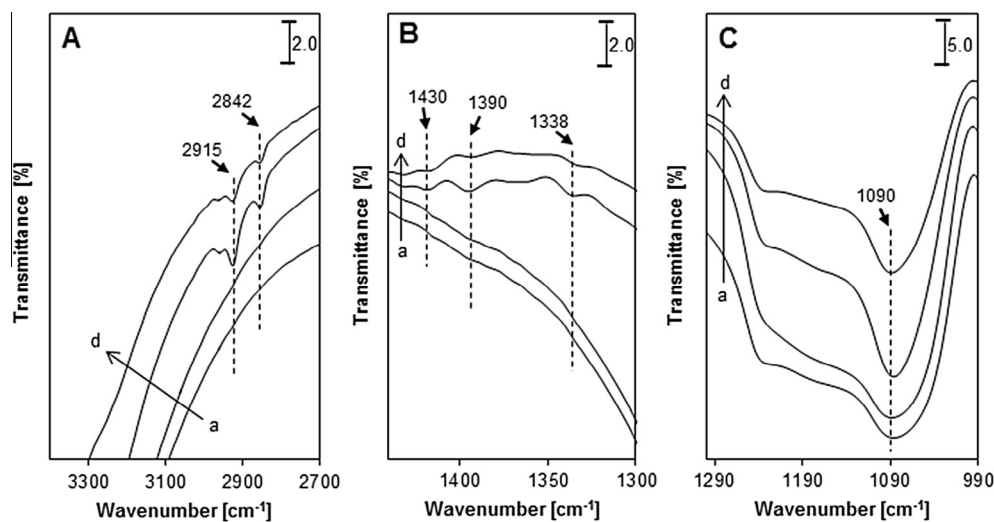 A
2.0
2842
2915
d
a
Transmittance [%]
3300 3100 2900 2700
Wavenumber [cm-1]
B
2.0
1430 1390
1338
d
a
Transmittance [%]
1400 1350 1300
Wavenumber [cm-1]
C
5.0
d
1090
a
Transmittance [%]
1290 1190 1090 990
Wavenumber [cm-1]